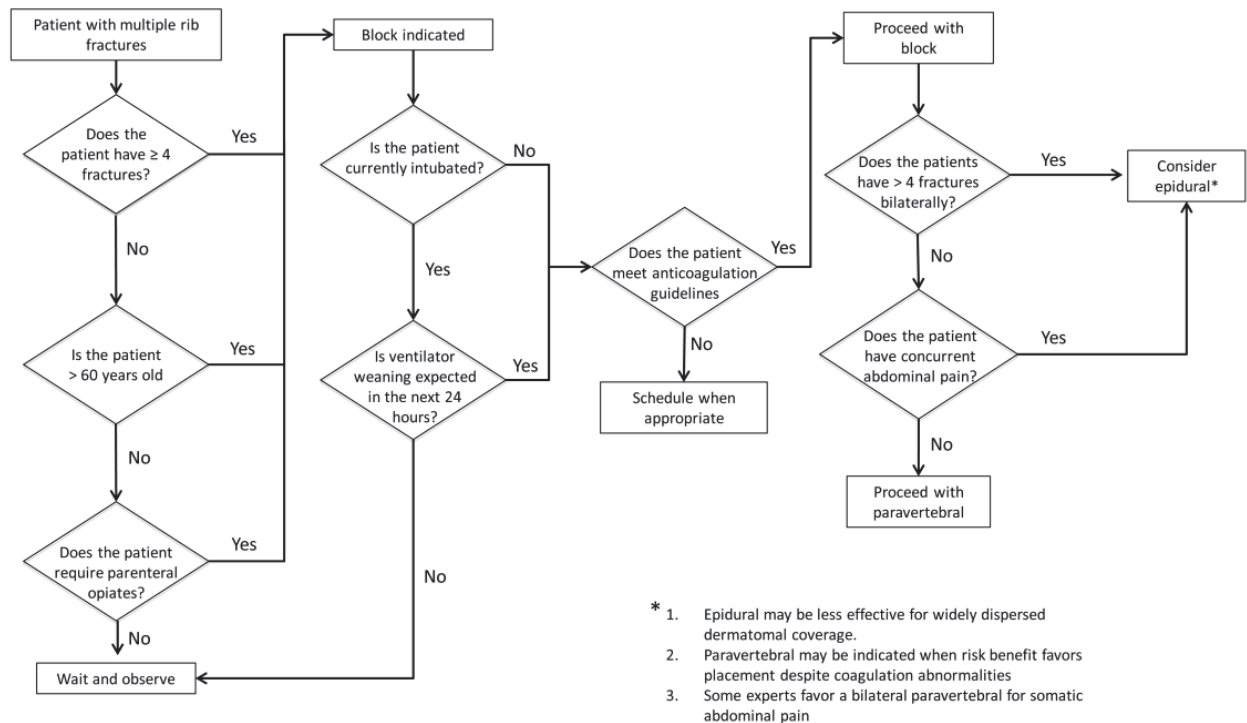 Patient with multiple rib
fractures
Does the
patient have ≥ 4
fractures?
Yes
No
Is the patient
> 60 years old
Yes
No
Does the patient
require parenteral
opiates?
Yes
No
Wait and observe
Block indicated
Is the patient
currently intubated?
No
Yes
Is ventilator
weaning expected
in the next 24
hours?
Yes
No
Does the patient
meet anticoagulation
guidelines
Yes
No
Schedule when
appropriate
Proceed with
block
Does the patients
have > 4 fractures
bilaterally?
Yes
Consider
epidural*
No
Does the patient
have concurrent
abdominal pain?
Yes
No
Proceed with
paravertebral
* 1. Epidural may be less effective for widely dispersed
dermatomal coverage.
2. Paravertebral may be indicated when risk benefit favors
placement despite coagulation abnormalities
3. Some experts favor a bilateral paravertebral for somatic
abdominal pain